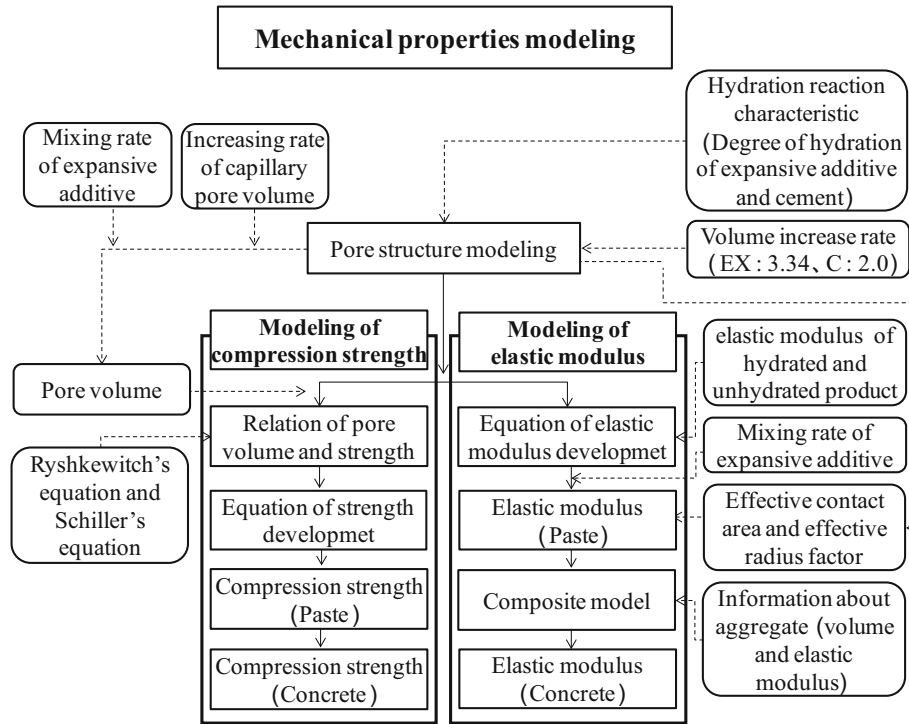 Mechanical properties modeling
Hydration reaction
characteristic
(Degree of hydration
of expansive additive
and cement)
Mixing rate
of expansive
additive
Increasing rate
of capillary
pore volume
Pore structure modeling
Volume increase rate
(EX : 3.34、C : 2.0)
Modeling of
compression strength
Modeling of
elastic modulus
elastic modulus of
hydrated and
unhydrated product
Pore volume
Relation of pore
volume and strength
Equation of elastic
modulus developmet
Mixing rate of
expansive additive
Ryshkewitch's
equation and
Schiller's
equation
Equation of strength
developmet
Elastic modulus
(Paste)
Effective contact
area and effective
radius factor
Compression strength
(Paste)
Composite model
Information about
aggregate (volume
and elastic
modulus)
Compression strength
(Concrete)
Elastic modulus
(Concrete)